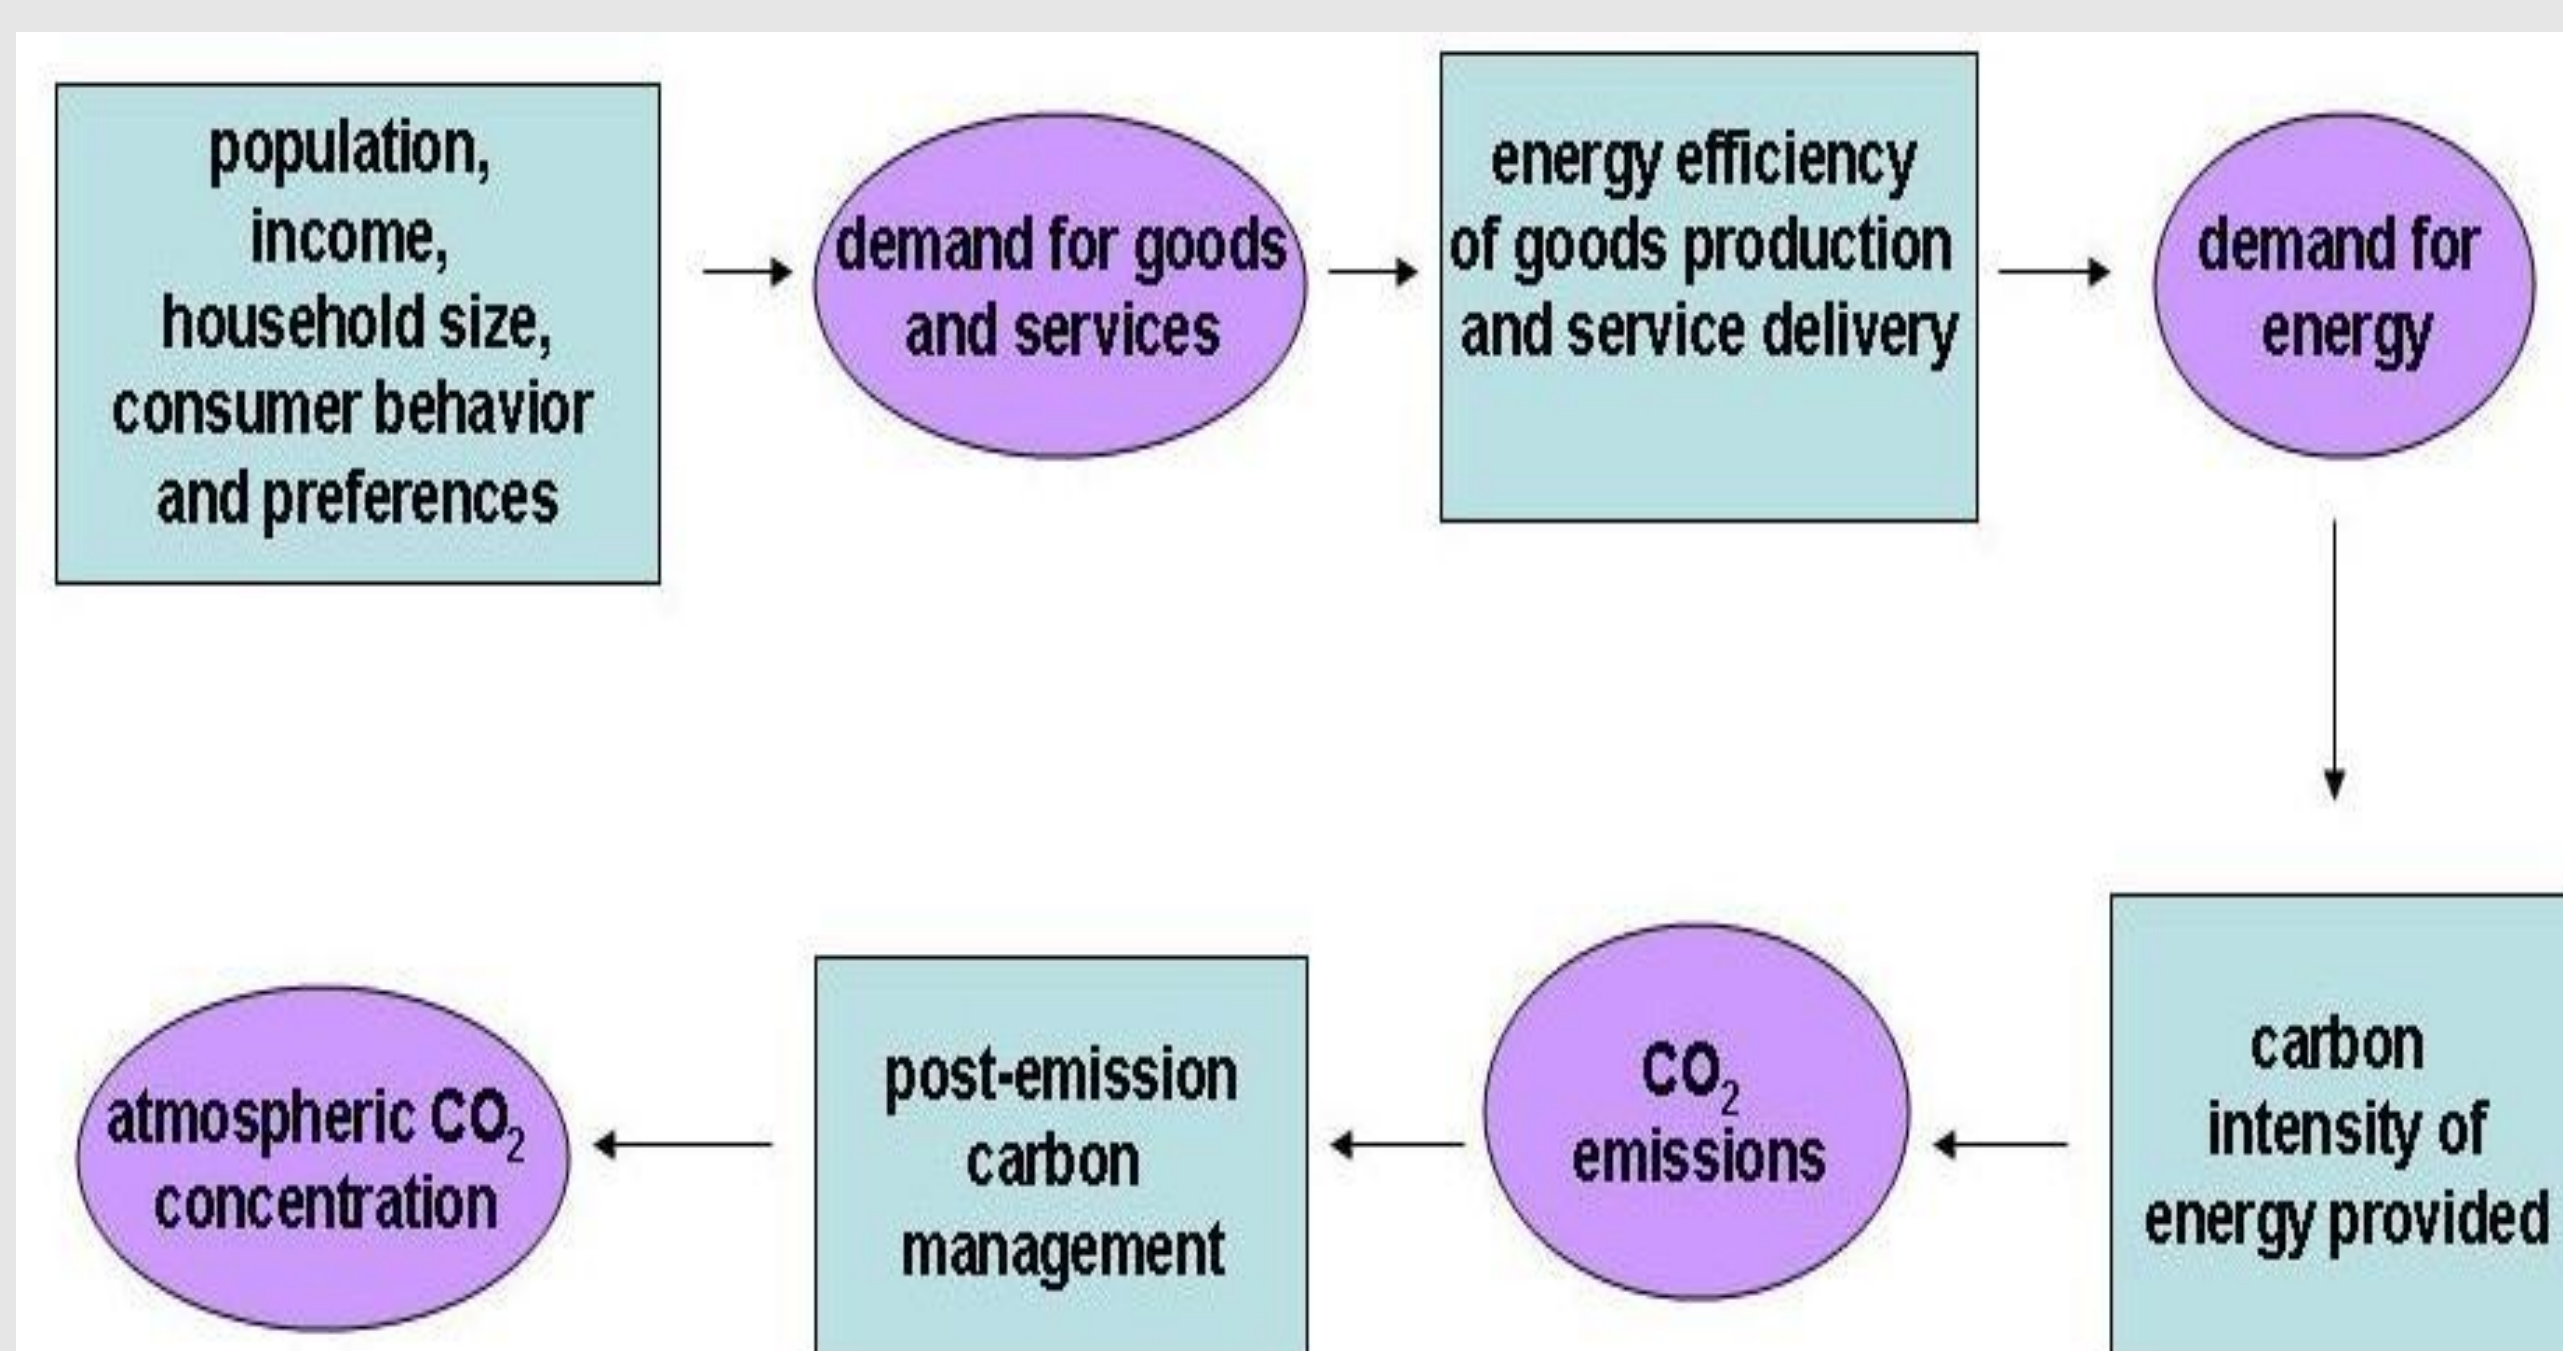 population,
income,
household size,
consumer behavior
and preferences
demand for goods
and services
energy efficiency
of goods production
and service delivery
demand for
energy
carbon
intensity of
energy provided
CO₂
emissions
post-emission
carbon
management
atmospheric CO₂
concentration